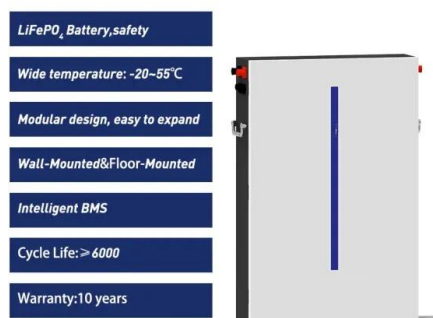 LiFePO₄ Battery,safety
Wide temperature: -20~55℃
Modular design, easy to expand
Wall-Mounted&Floor-Mounted
Intelligent BMS
Cycle Life:≥6000
Warranty:10 years